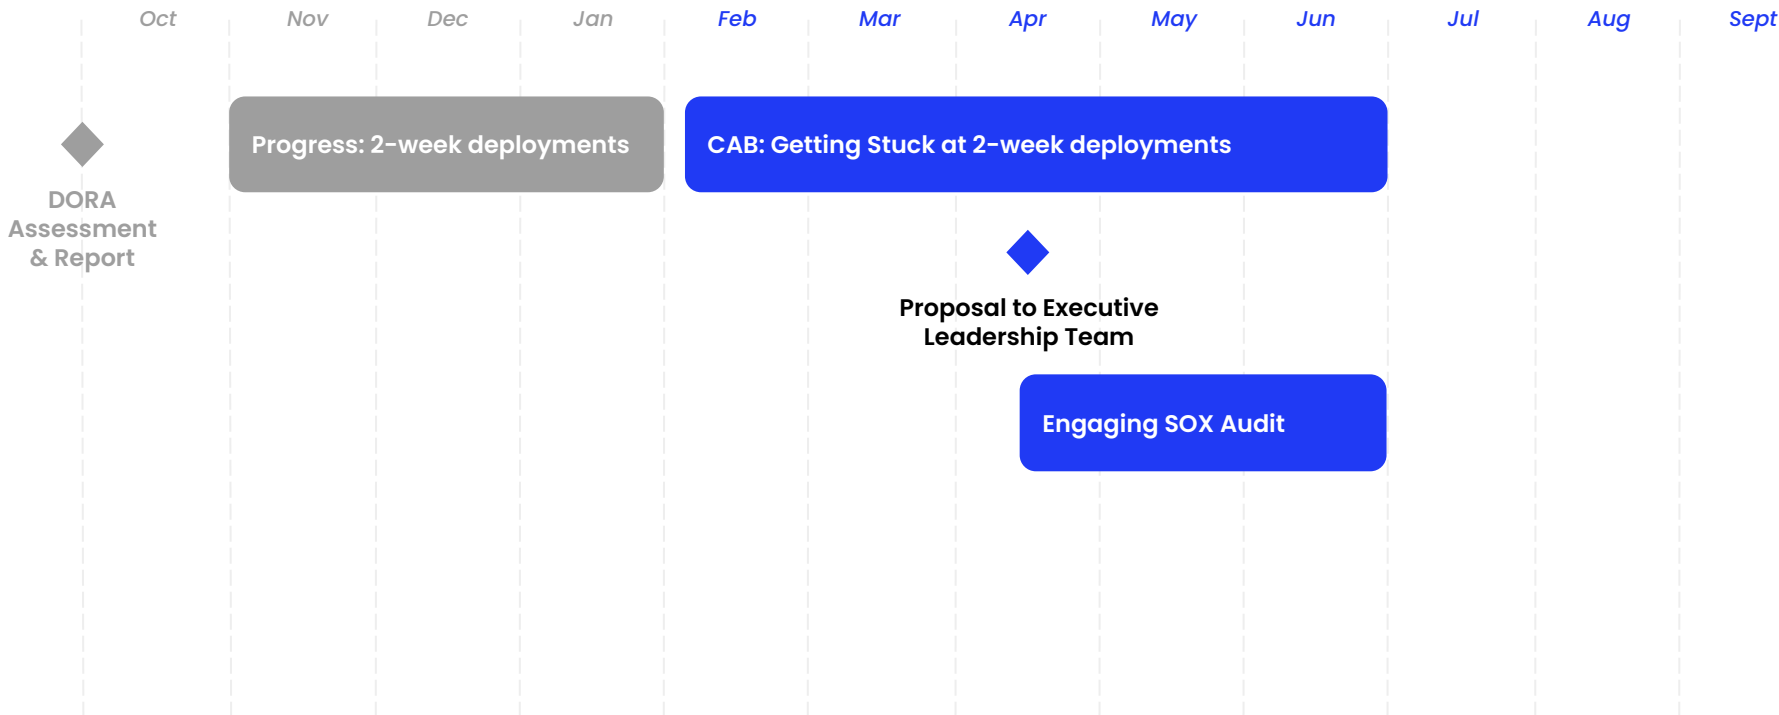 Oct Nov Dec Jan Feb Mar Apr May Jun Jul Aug Sept
Progress: 2-week deployments
CAB: Getting Stuck at 2-week deployments
DORA
Assessment
& Report
Proposal to Executive
Leadership Team
Engaging SOX Audit